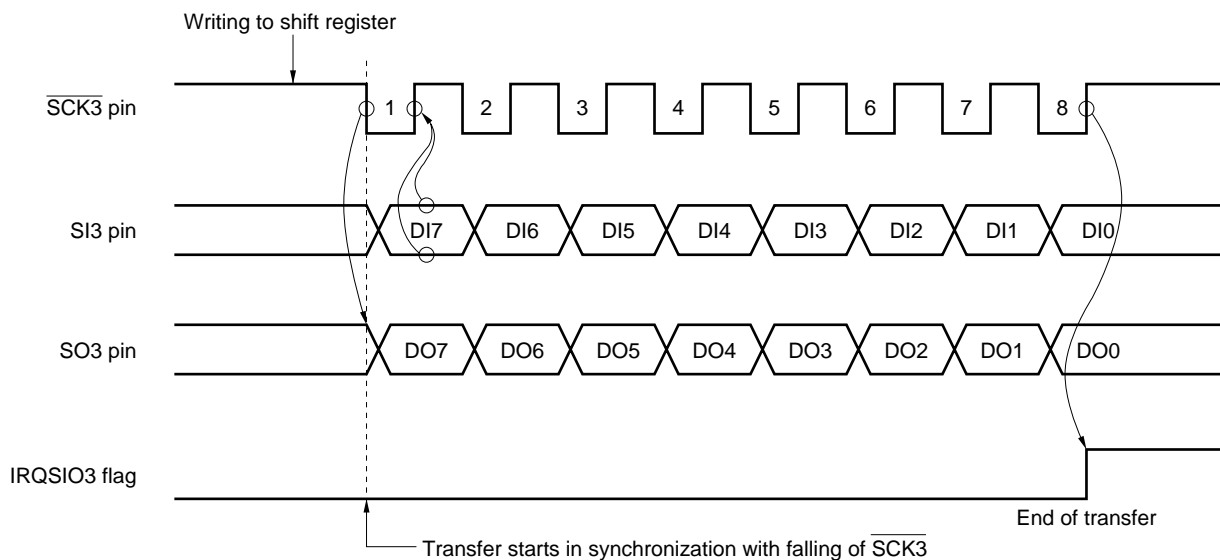 Writing to shift register
SCK3 pin 1 2 3 4 5 6 7 8
SI3 pin DI7 DI6 DI5 DI4 DI3 DI2 DI1 DI0
SO3 pin DO7 DO6 DO5 DO4 DO3 DO2 DO1 DO0
IRQSIO3 flag
End of transfer
Transfer starts in synchronization with falling of SCK3